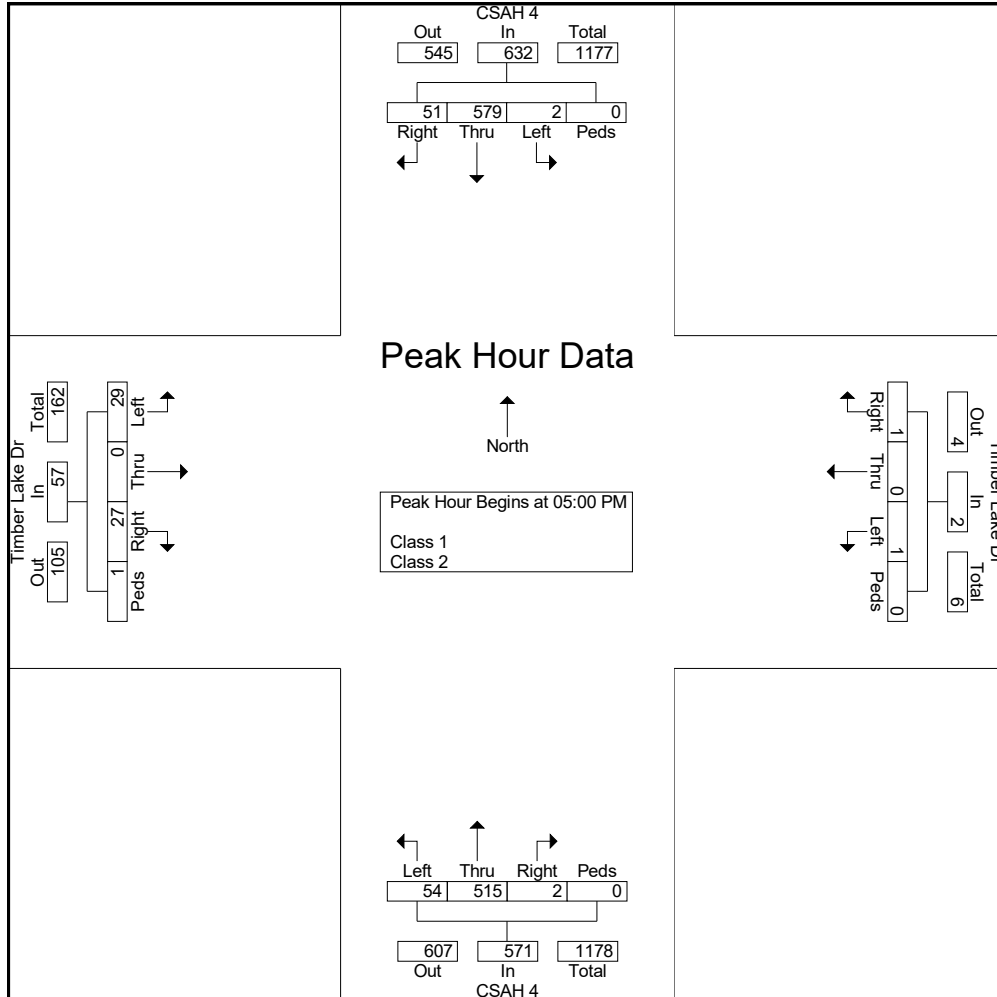 CSAH 4
Out In Total
545 632 1177
51 579 2 0
Right Thru Left Peds
Peak Hour Data
North
Peak Hour Begins at 05:00 PM
Class 1
Class 2
Timber Lake Dr
Out In Total
105 57 162
29 0 27 1
Left Thru Right Peds
Timber Lake Dr
Out In Total
4 2 6
1 0 1 0
Right Thru Left Peds
Left Thru Right Peds
54 515 2 0
607 571 1178
Out In Total
CSAH 4